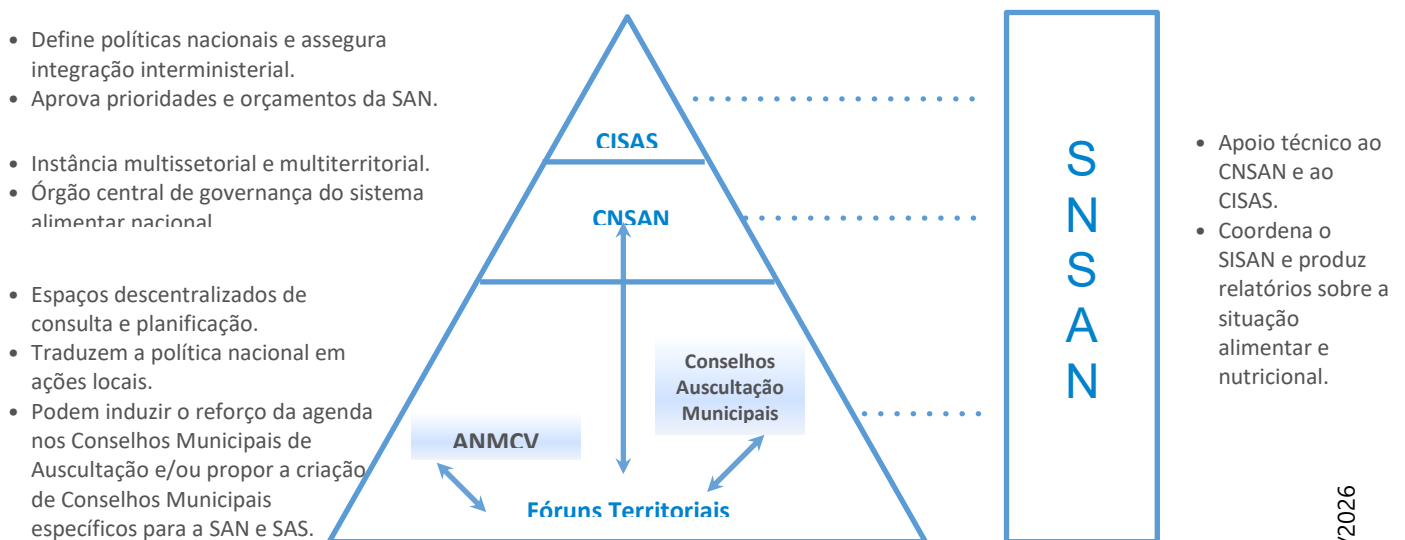 • Define políticas nacionais e assegura
integração interministerial.
• Aprova prioridades e orçamentos da SAN.
• Instância multissetorial e multiterritorial.
• Órgão central de governança do sistema
alimentar nacional
• Espaços descentralizados de
consulta e planificação.
• Traduzem a política nacional em
ações locais.
• Podem induzir o reforço da agenda
nos Conselhos Municipais de
Auscultação e/ou propor a criação
de Conselhos Municipais
específicos para a SAN e SAS.
CISAS
CNSAN
Conselhos
Auscultação
Municipais
ANMCV
Fóruns Territoriais
S
N
S
A
N
• Apoio técnico ao
CNSAN e ao
CISAS.
• Coordena o
SISAN e produz
relatórios sobre a
situação
alimentar e
nutricional.
/2026